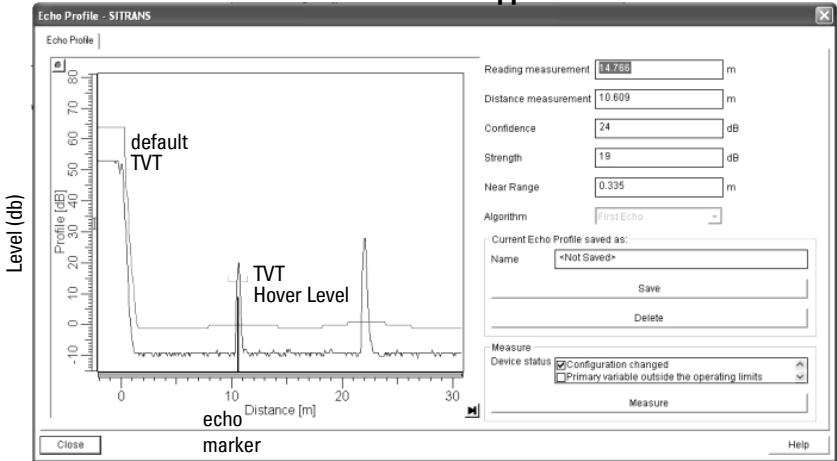 Echo Profile - SITRANS
Echo Profile
Level (db)
Profile [dB]
80
70
60
50
40
30
20
10
0
-10
default
TVT
TVT
Hover Level
0
10
20
30
Distance [m]
echo
marker
Reading measurement 14.766 m
Distance measurement 10.609 m
Confidence 24 dB
Strength 19 dB
Near Range 0.335 m
Algorithm First Echo
Current Echo Profile saved as:
Name <Not Saved>
Save
Delete
Measure
Device status Configuration changed
Primary variable outside the operating limits
Measure
Close
Help